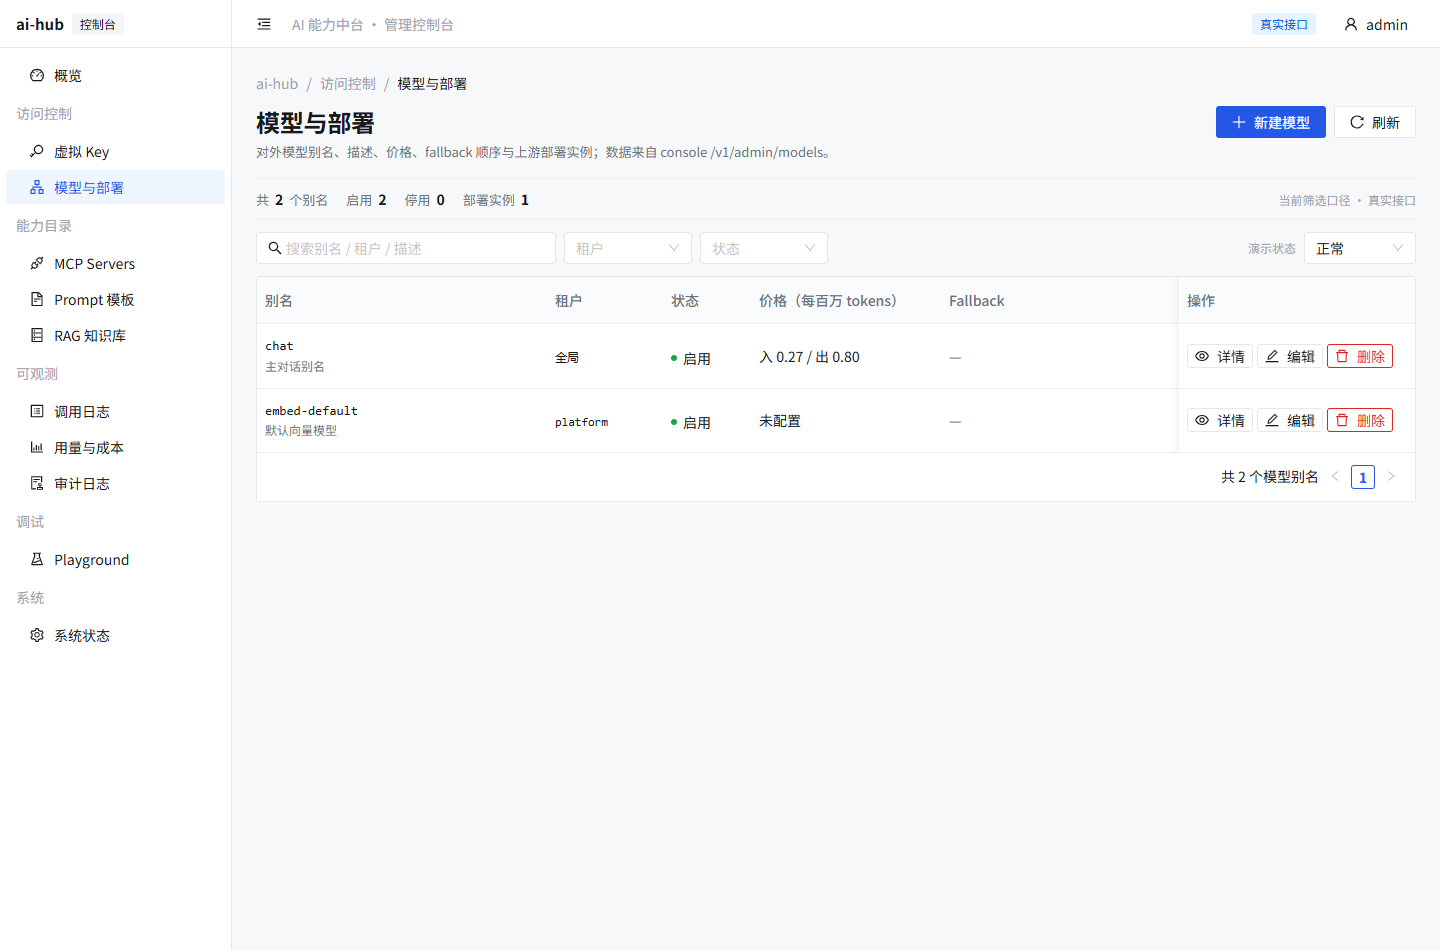 ai-hub 控制台
AI 能力中台 • 管理控制台
真实接口
admin
概览
访问控制
虚拟 Key
模型与部署
能力目录
MCP Servers
Prompt 模板
RAG 知识库
可观测
调用日志
用量与成本
审计日志
调试
Playground
系统
系统状态
ai-hub / 访问控制 / 模型与部署
模型与部署
新建模型
刷新
对外模型别名、描述、价格、fallback 顺序与上游部署实例；数据来自 console /v1/admin/models。
共 2 个别名 启用 2 停用 0 部署实例 1
当前筛选口径 • 真实接口
搜索别名 / 租户 / 描述
租户
状态
演示状态
正常
别名 租户 状态 价格（每百万 tokens） Fallback 操作
chat
主对话别名
全局 启用 入 0.27 / 出 0.80 — 详情 编辑 删除
embed-default
默认向量模型
platform 启用 未配置 — 详情 编辑 删除
共 2 个模型别名 < 1 >